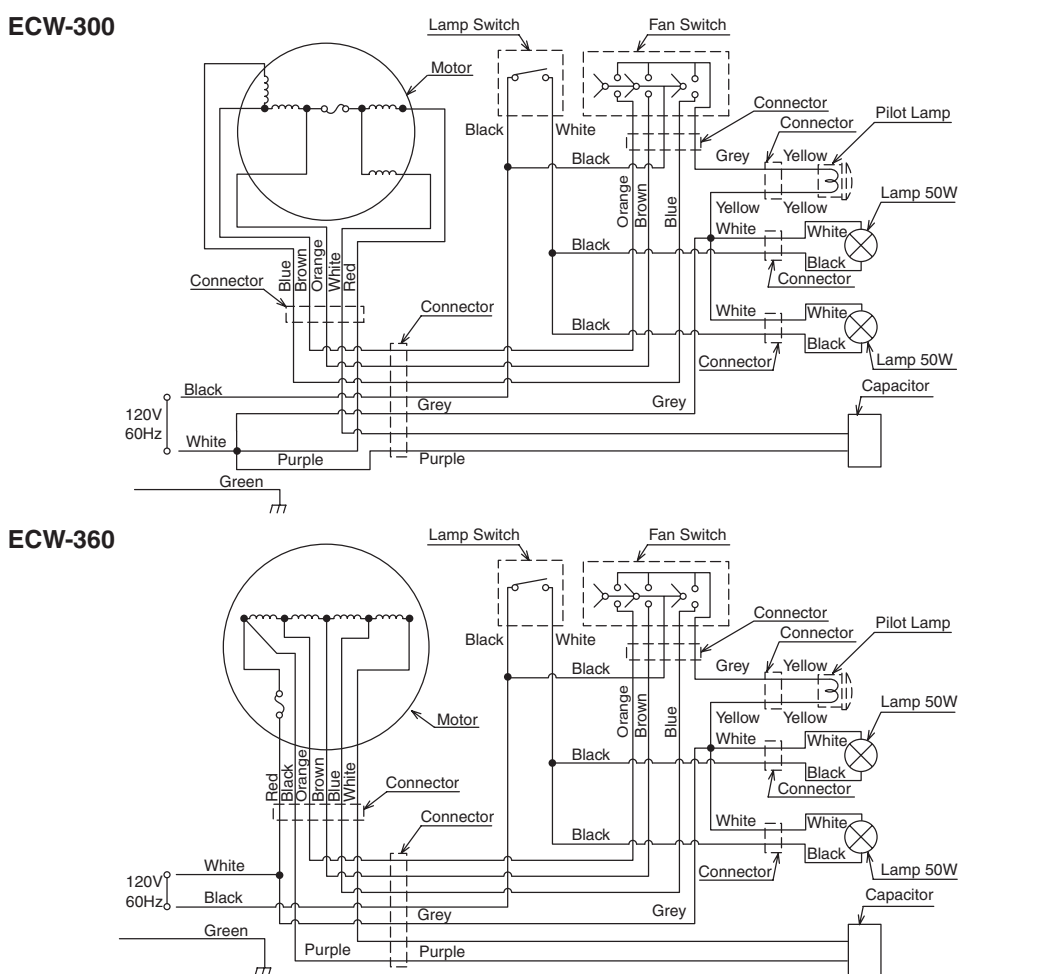 ECW-300
Lamp Switch
Fan Switch
Motor
Connector
Connector
Pilot Lamp
Black
White
Black
Grey
Yellow
Lamp 50W
Orange
Brown
Blue
Yellow
Yellow
White
White
Black
Black
Connector
Blue
Brown
Orange
White
Red
Connector
Connector
White
White
Black
Black
Connector
Lamp 50W
Capacitor
Black
Grey
Grey
120V
60Hz
White
Purple
Purple
Green
ECW-360
Lamp Switch
Fan Switch
Connector
Connector
Pilot Lamp
Black
White
Black
Grey
Yellow
Lamp 50W
Orange
Brown
Blue
Yellow
Yellow
Motor
White
White
Black
Black
Connector
Red
Black
Orange
Brown
Blue
White
Connector
Connector
White
White
Black
Black
Connector
Lamp 50W
White
120V
60Hz
Black
Capacitor
Grey
Grey
Green
Purple
Purple